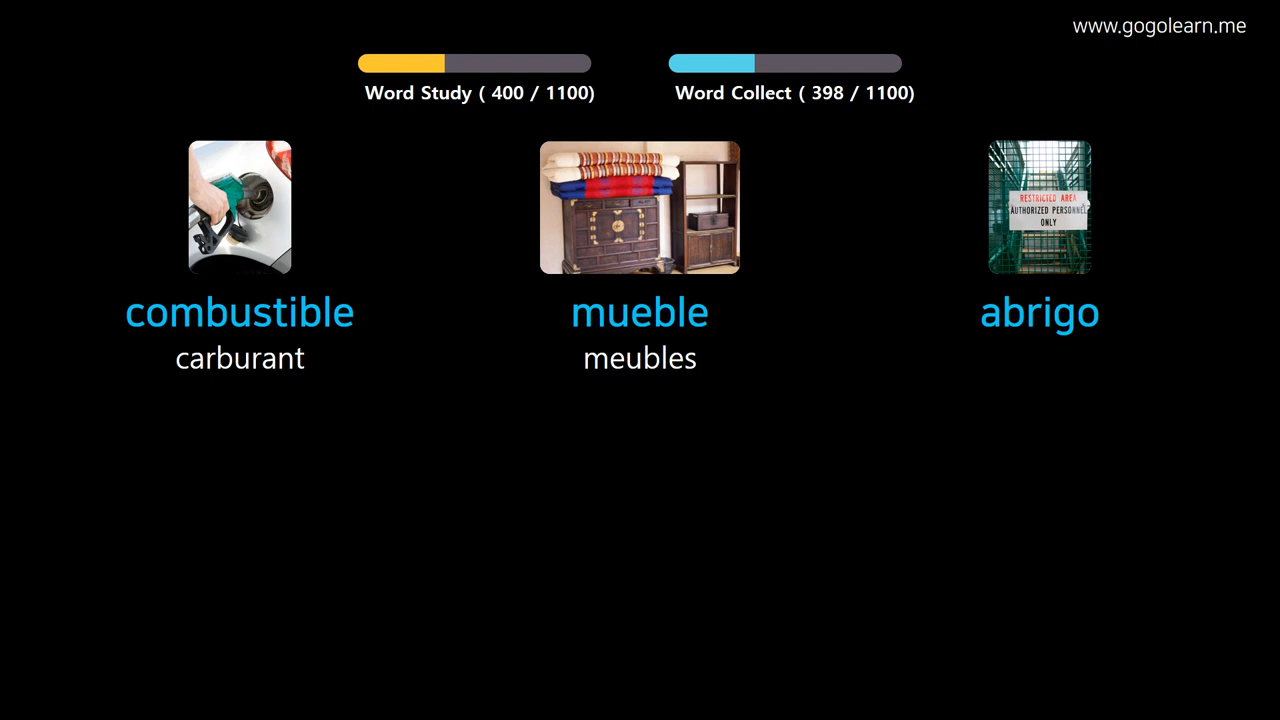 www.gogolearn.me
Word Study ( 400 / 1100)
Word Collect ( 398 / 1100)
RESTRICTED AREA
AUTHORIZED PERSONNEL
ONLY
combustible
mueble
abrigo
carburant
meubles